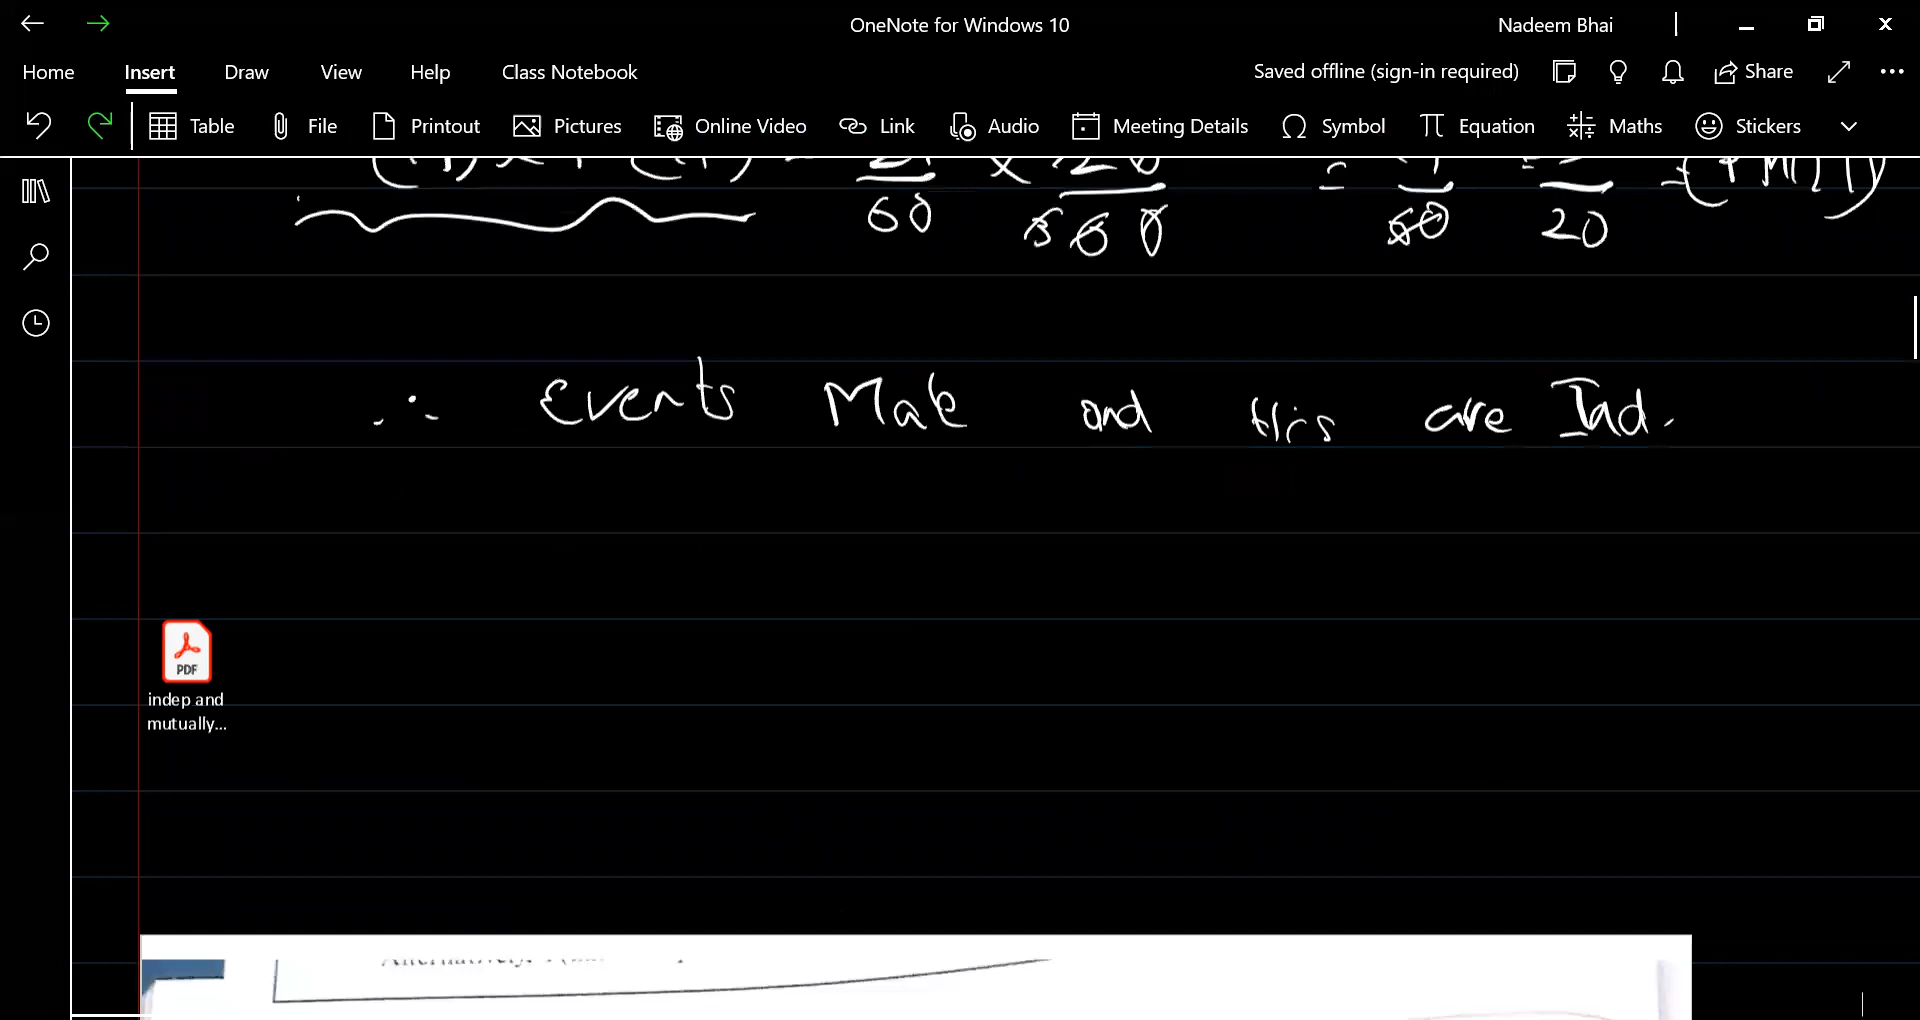 OneNote for Windows 10 Nadeem Bhai
Home Insert Draw View Help Class Notebook Saved offline (sign-in required) Share
Table File Printout Pictures Online Video Link Audio Meeting Details Symbol Equation Maths Stickers
60 20
∴ Events Male and are Ind.
PDF
indep and
mutually...